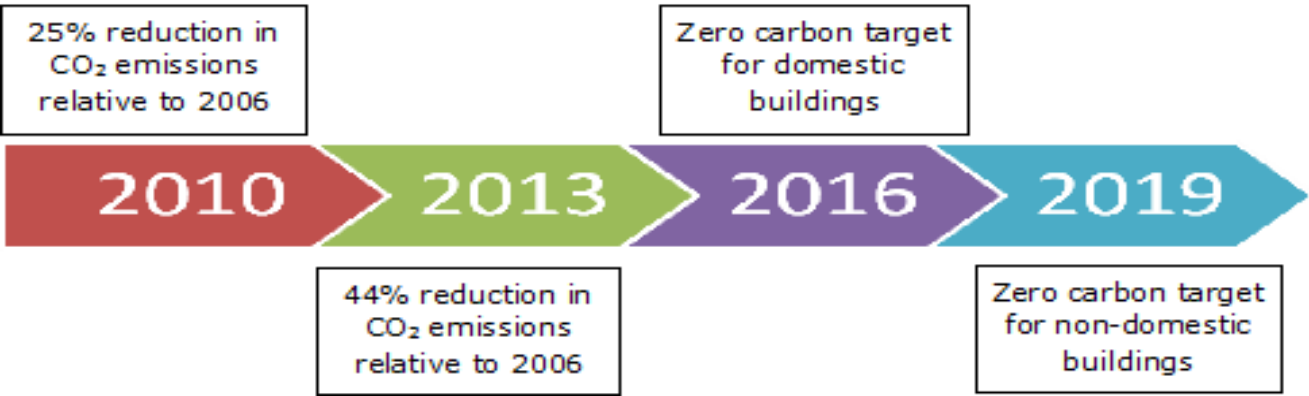 25% reduction in
CO₂ emissions
relative to 2006
Zero carbon target
for domestic
buildings
2010
2013
2016
2019
44% reduction in
CO₂ emissions
relative to 2006
Zero carbon target
for non-domestic
buildings